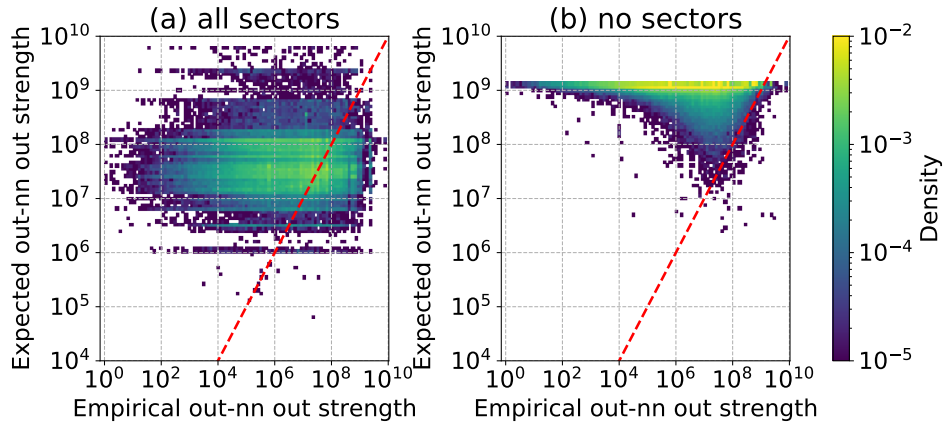 (a) all sectors
(b) no sectors
Expected out-nn out strength
10^10
10^9
10^8
10^7
10^6
10^5
10^4
10^0 10^2 10^4 10^6 10^8 10^10
Empirical out-nn out strength
Expected out-nn out strength
10^10
10^9
10^8
10^7
10^6
10^5
10^4
10^0 10^2 10^4 10^6 10^8 10^10
Empirical out-nn out strength
10^-2
10^-3
10^-4
10^-5
Density